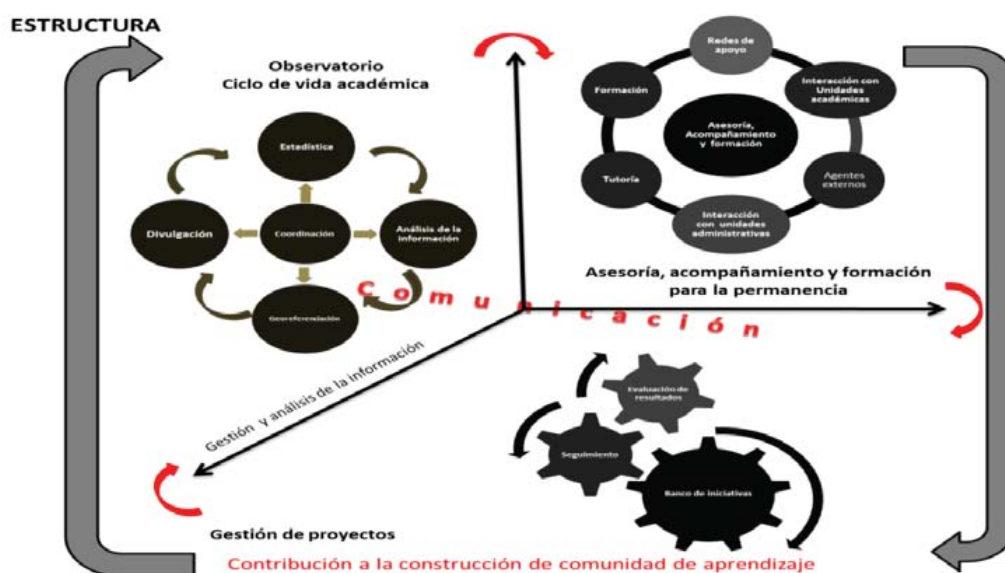 ESTRUCTURA
Observatorio
Ciclo de vida académica
Estadística
Divulgación
Coordinación
Análisis de la
información
Georeferenciación
Redes de
apoyo
Formación
Interacción con
Unidades
académicas
Asesoría,
Acompañamiento
y formación
Tutoría
Agentes
externos
Interacción
con unidades
administrativas
Asesoría, acompañamiento y formación
para la permanencia
Comunicación
Gestión y análisis de la información
Evaluación de
resultados
Seguimiento
Banco de iniciativas
Gestión de proyectos
Contribución a la construcción de comunidad de aprendizaje